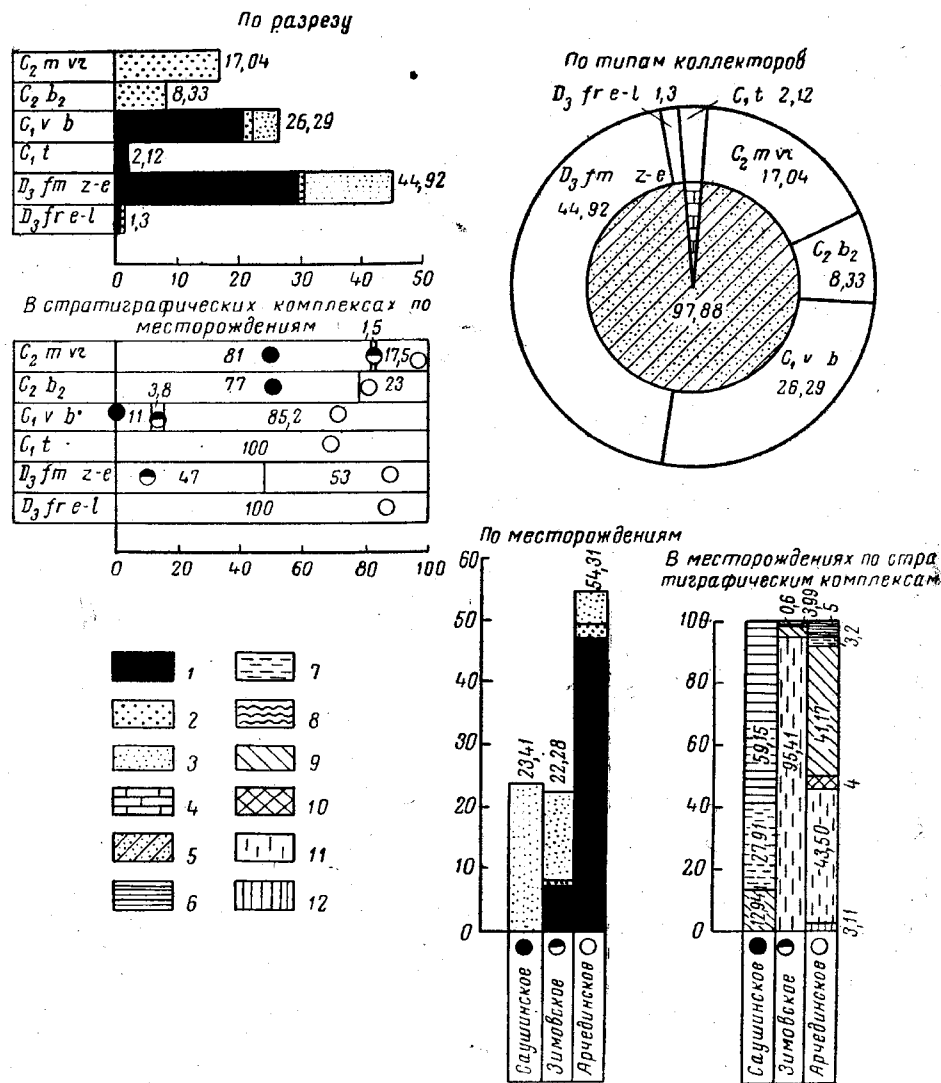 По разрезу
C₂ m vr 17,04
C₂ b₂ 8,33
C₁ v b 26,29
C₁ t 2,12
D₃ fm z-e 44,92
D₃ fr e-l 1,3
0 10 20 30 40 50
В стратиграфических комплексах по
месторождениям
1,5
C₂ m vr 81 17,5
C₂ b₂ 77 23
3,8
C₁ v b 11 85,2
C₁ t 100
D₃ fm z-e 47 53
D₃ fr e-l 100
0 20 40 60 80 100
По типам коллекторов
D₃ fr e-l 1,3 C₁ t 2,12
C₂ m vr
17,04
D₃ fm z-e
44,92
C₂ b₂
8,33
97,88
C₁ v b
26,29
1 7
2 8
3 9
4 10
5 11
6 12
По месторождениям
50
40
30
20
10
0
23,41
22,28
54,31
Саушинское
Зимовское
Арчединское
В месторождениях по стра
тиграфическим комплексам
100
80
60
40
20
0
59,15
27,91
12,94
0,6
3,99
95,41
5
3,2
41,17
4
43,50
3,11
Саушинское
Зимовское
Арчединское